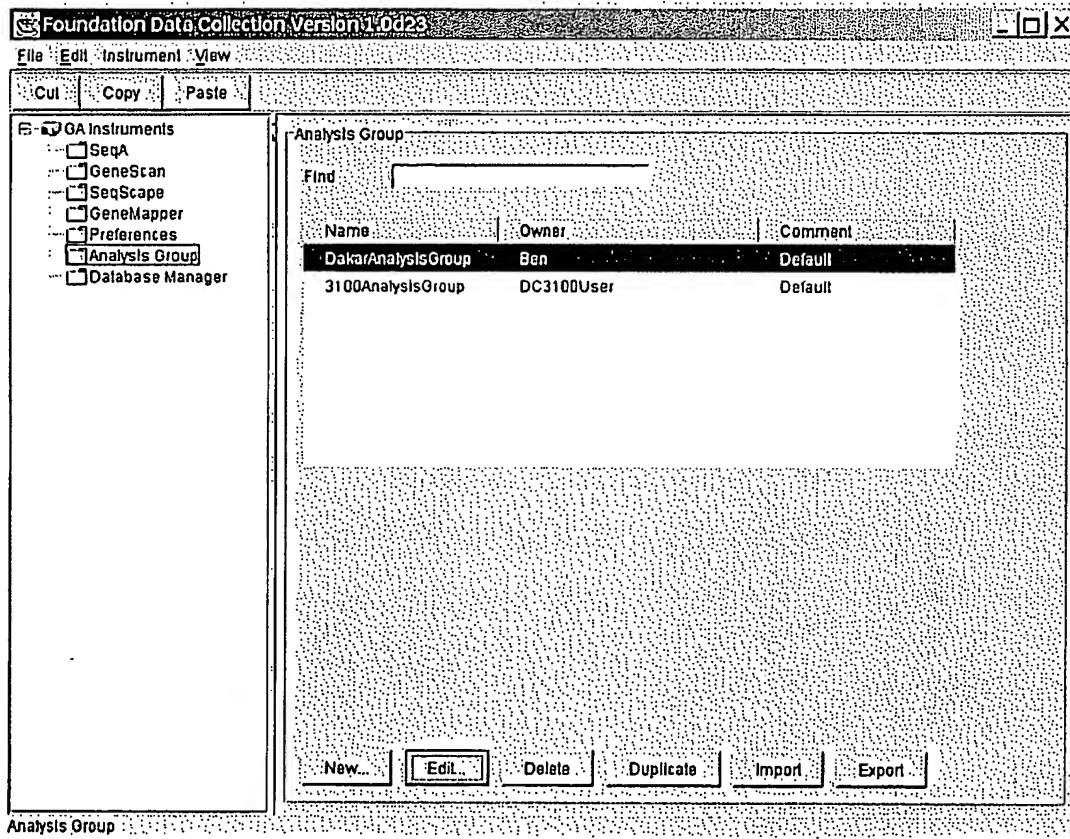 Foundation Data Collection Version 1.0d23
File Edit Instrument View
Cut Copy Paste
GA Instruments
SeqA
GeneScan
SeqScape
GeneMapper
Preferences
Analysis Group
Database Manager
Analysis Group
Find
Name Owner Comment
DakarAnalysisGroup Ben Default
3100AnalysisGroup DC3100User Default
New... Edit... Delete Duplicate Import Export
Analysis Group